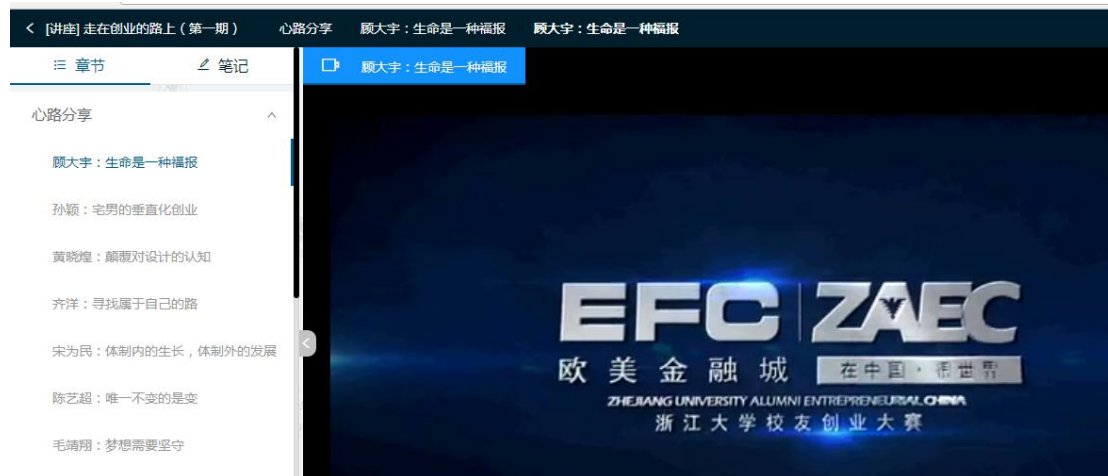 [讲座] 走在创业的路上（第一期）
心路分享
顾大宇：生命是一种福报
顾大宇：生命是一种福报
章节
笔记
顾大宇：生命是一种福报
心路分享
顾大宇：生命是一种福报
孙颖：宅男的垂直化创业
黄晓煌：颠覆对设计的认知
齐洋：寻找属于自己的路
宋为民：体制内的生长，体制外的发展
陈艺超：唯一不变的是变
毛靖翔：梦想需要坚守
EFC
ZAEC
欧美金融城
在中国·
世界
ZHEJIANG UNIVERSITY ALUMNI ENTREPRENEURIAL CHINA
浙江大学校友创业大赛